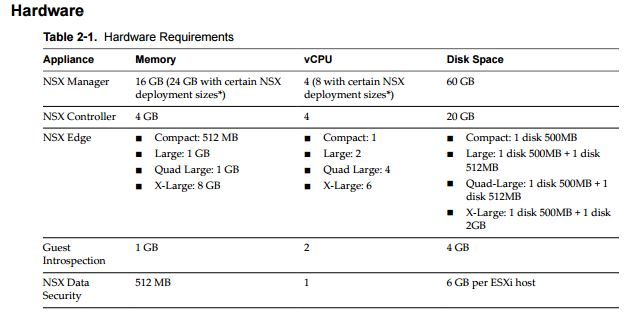 Hardware
Table 2-1. Hardware Requirements
Appliance Memory vCPU Disk Space
NSX Manager 16 GB (24 GB with certain NSX 4 (8 with certain NSX 60 GB
deployment sizes*) deployment sizes*)
NSX Controller 4 GB 4 20 GB
NSX Edge ■ Compact: 512 MB ■ Compact: 1 ■ Compact: 1 disk 500MB
■ Large: 1 GB ■ Large: 2 ■ Large: 1 disk 500MB + 1 disk
512MB
■ Quad Large: 1 GB ■ Quad Large: 4 ■ Quad-Large: 1 disk 500MB + 1
disk 512MB
■ X-Large: 8 GB ■ X-Large: 6 ■ X-Large: 1 disk 500MB + 1 disk
2GB
Guest 1 GB 2 4 GB
Introspection
NSX Data 512 MB 1 6 GB per ESXi host
Security